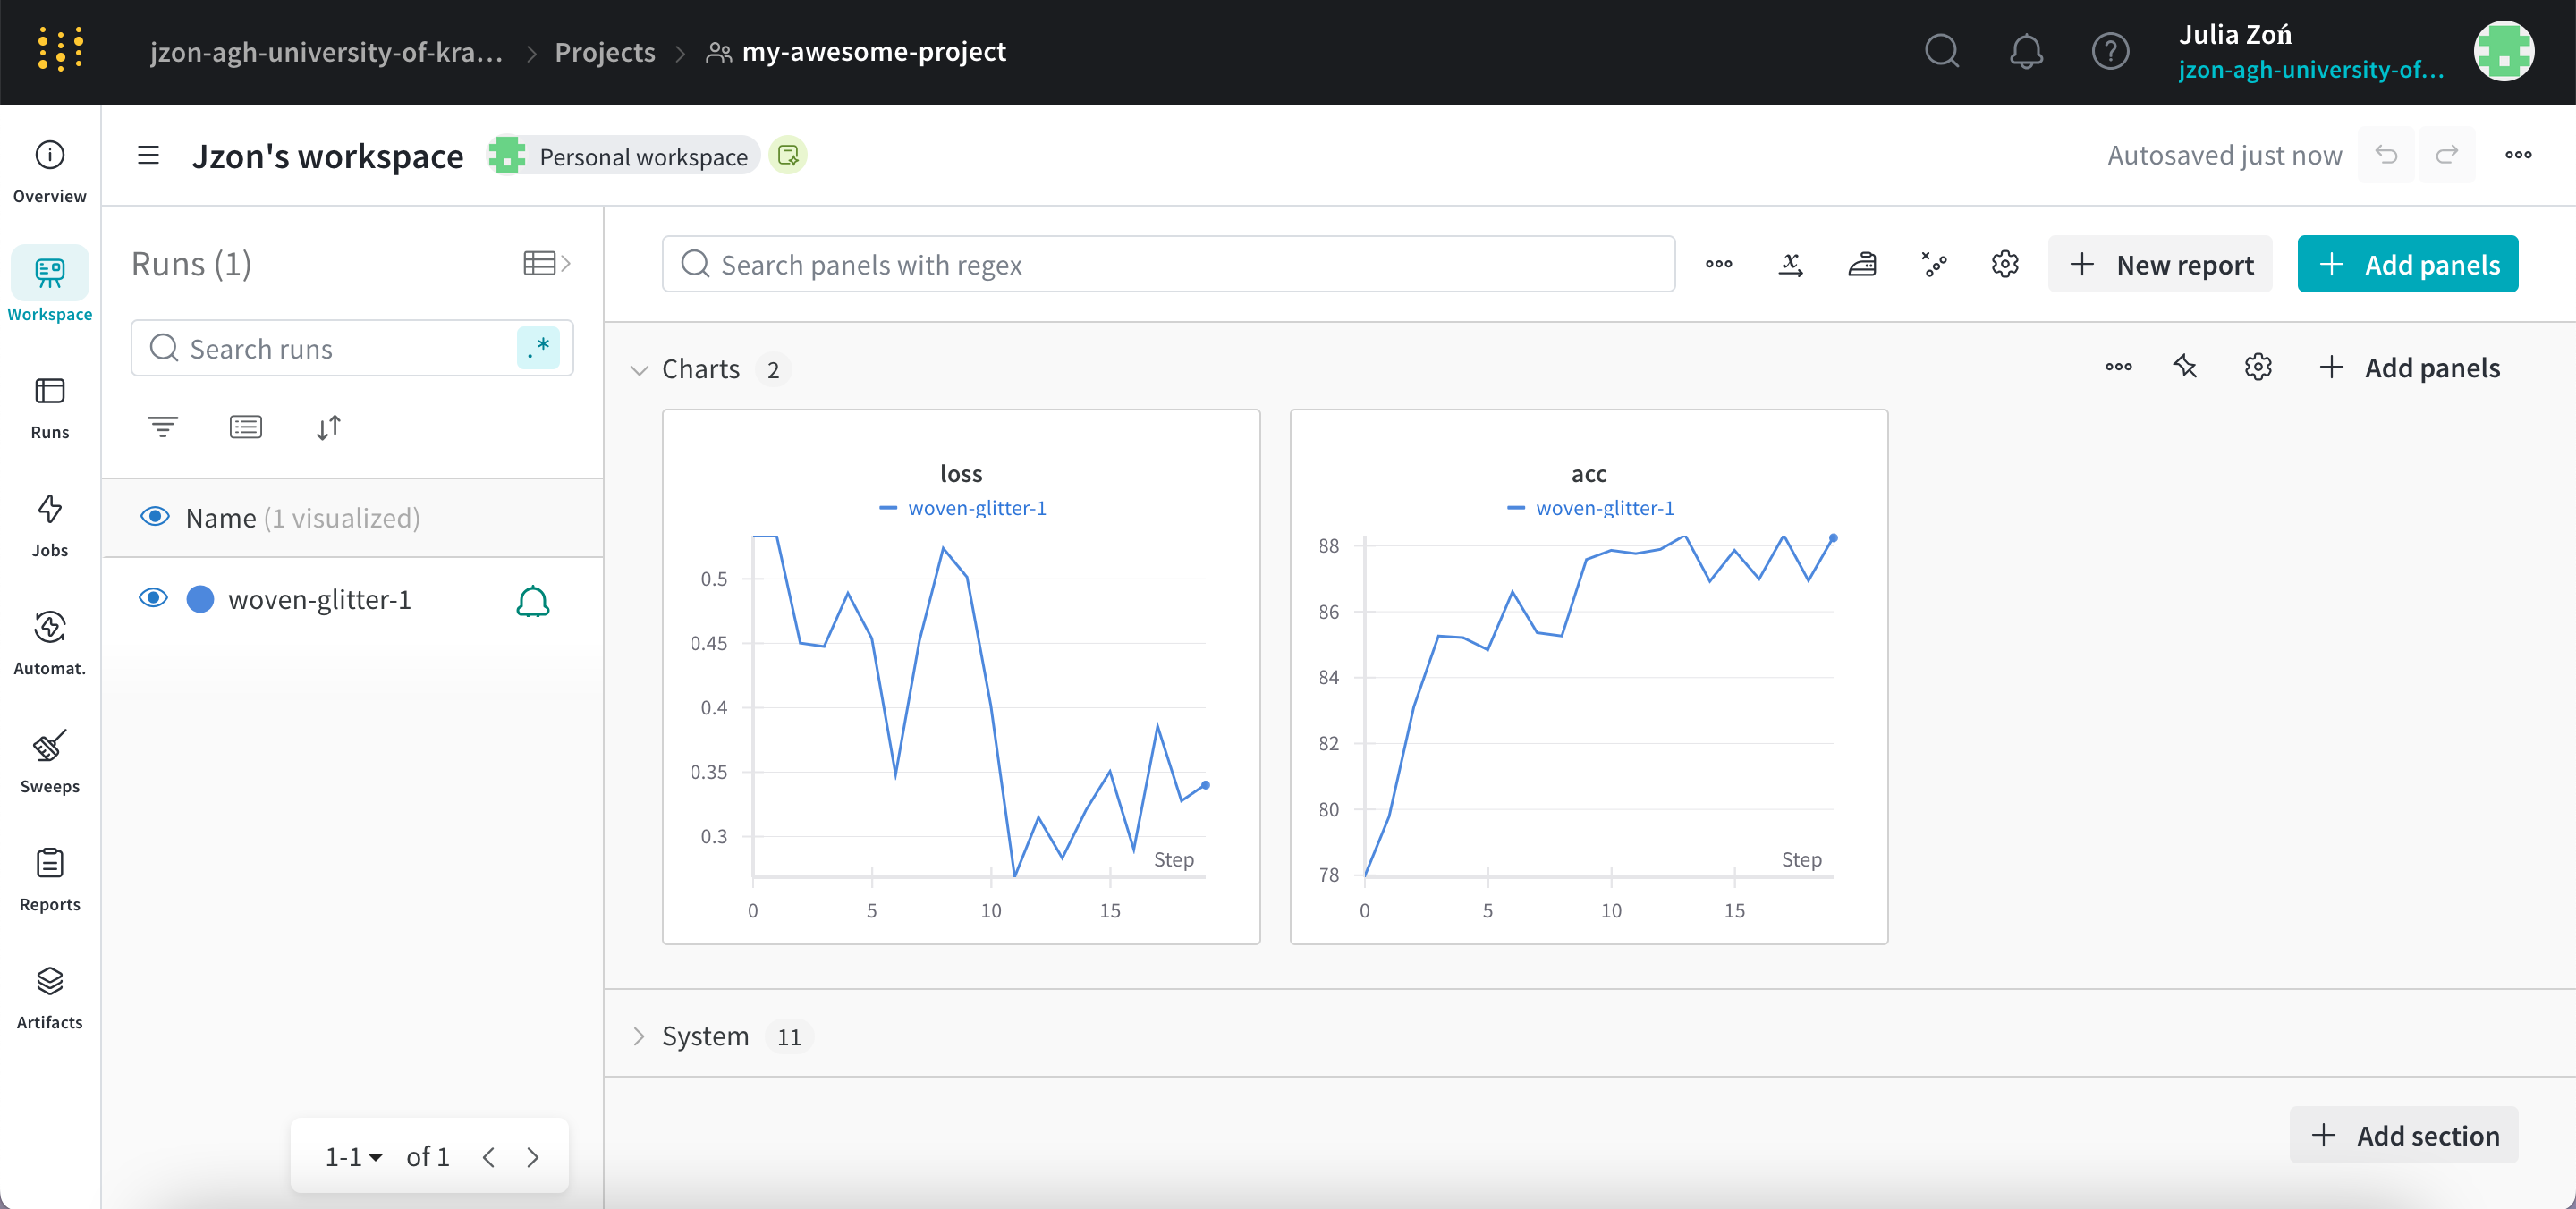 jzon-agh-university-of-kra... > Projects > my-awesome-project
Julia Zoń
jzon-agh-university-of...
Jzon's workspace
Personal workspace
Autosaved just now
Overview
Workspace
Runs
Jobs
Automat.
Sweeps
Reports
Artifacts
Runs (1)
Search runs
.*
Name (1 visualized)
woven-glitter-1
1-1 of 1
Search panels with regex
New report
Add panels
Charts 2
Add panels
loss
woven-glitter-1
0.5
0.45
0.4
0.35
0.3
Step
0 5 10 15
acc
woven-glitter-1
88
86
84
82
80
78
Step
0 5 10 15
System 11
Add section